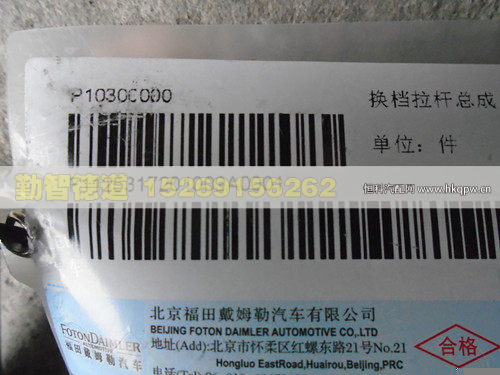 P10300000
换档拉杆总成
单位：件
勤智德道 15269156262
恒科汽配网
www.hkqpw.cn
FOTONDAIMLER
福田戴姆勒汽车
北京福田戴姆勒汽车有限公司
BEIJING FOTON DAIMLER AUTOMOTIVE CO.,LTD
地址(Add):北京市怀柔区红螺东路21号No.21
Hongluo EastRoad,Huairou,Beijing,PRC
合格